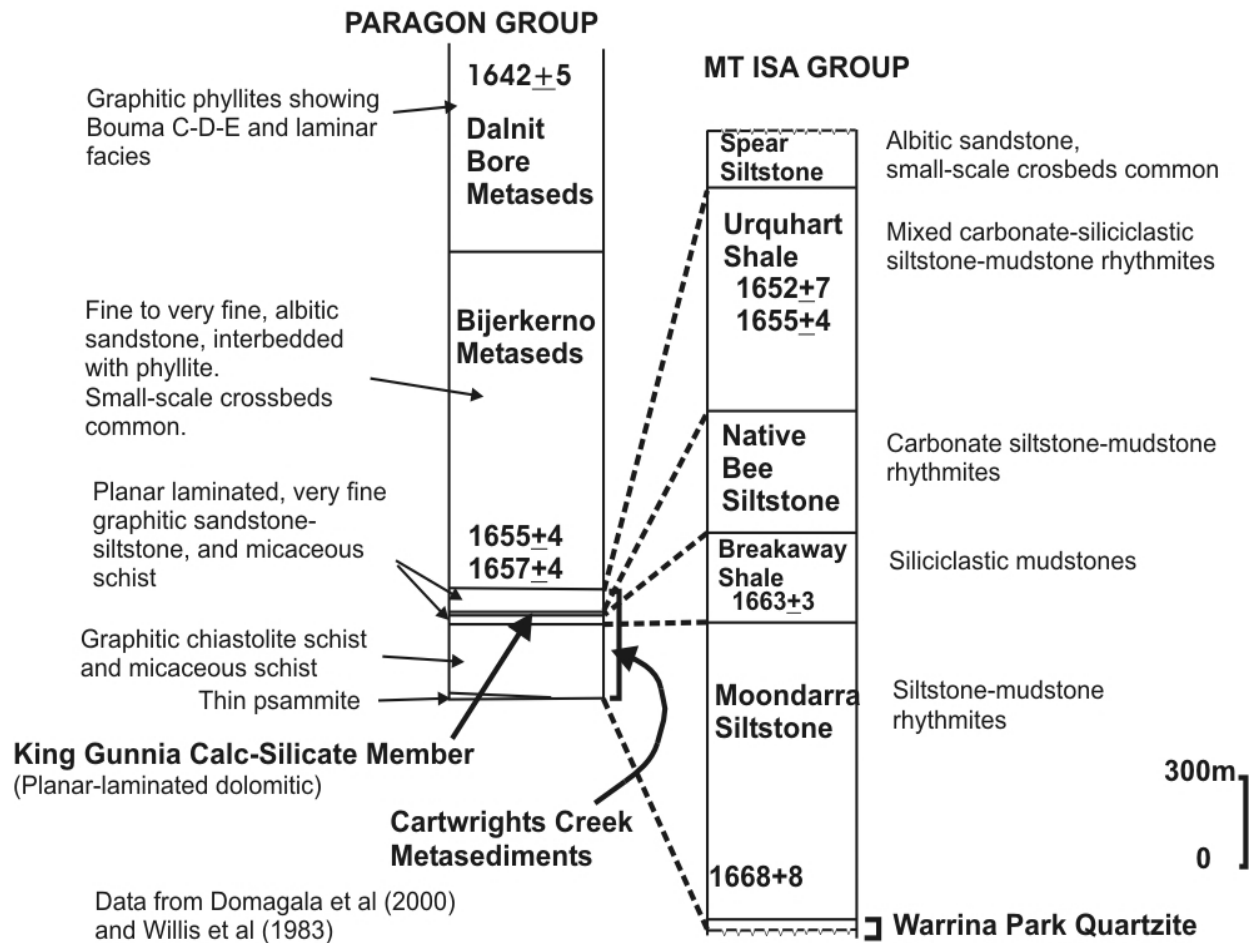 PARAGON GROUP
1642±5
Graphitic phyllites showing
Bouma C-D-E and laminar
facies
Dalnit
Bore
Metaseds
Fine to very fine, albitic
sandstone, interbedded
with phyllite.
Small-scale crossbeds
common.
Bijerkerno
Metaseds
Planar laminated, very fine
graphitic sandstone-
siltstone, and micaceous
schist
1655±4
1657±4
Graphitic chiastolite schist
and micaceous schist
Thin psammite
King Gunnia Calc-Silicate Member
(Planar-laminated dolomitic)
Cartwrights Creek
Metasediments
Data from Domagala et al (2000)
and Willis et al (1983)
MT ISA GROUP
Spear
Siltstone
Albitic sandstone,
small-scale crosbeds common
Urquhart
Shale
1652±7
1655±4
Mixed carbonate-siliciclastic
siltstone-mudstone rhythmites
Native
Bee
Siltstone
Carbonate siltstone-mudstone
rhythmites
Breakaway
Shale
1663±3
Siliciclastic mudstones
Moondarra
Siltstone
Siltstone-mudstone
rhythmites
1668+8
Warrina Park Quartzite
300m
0